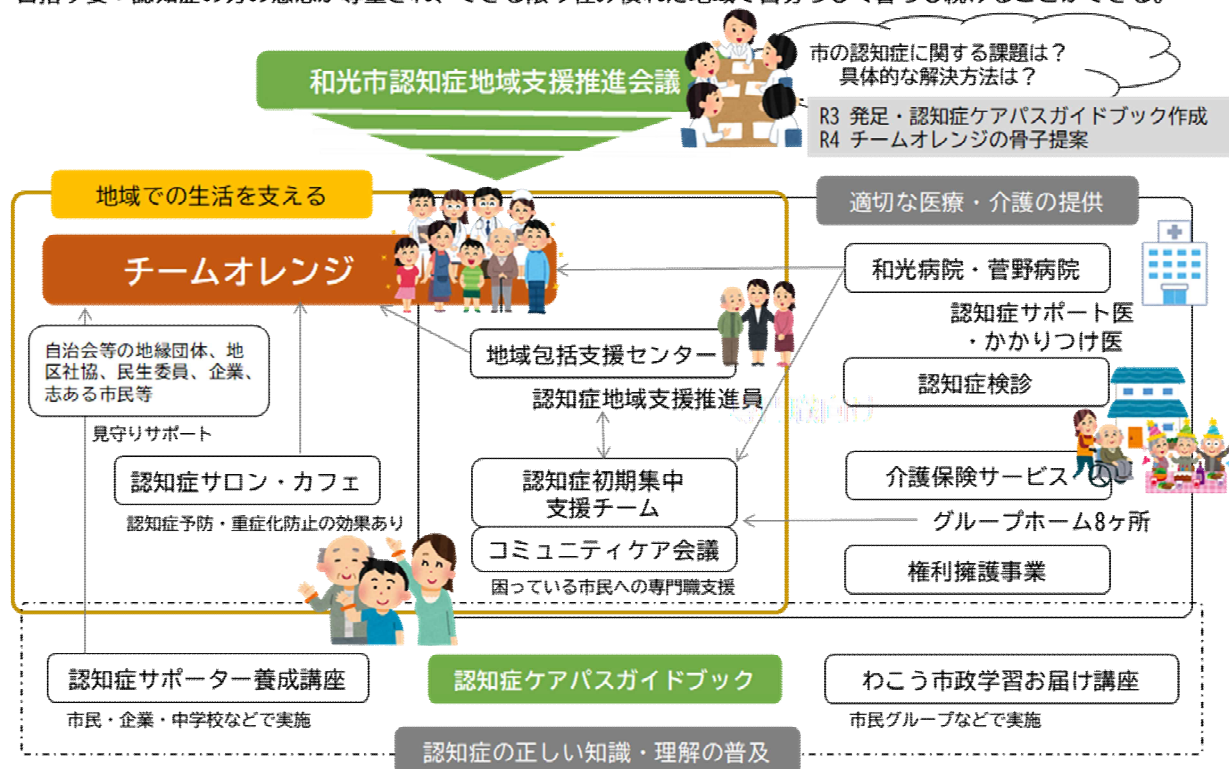 和光市認知症地域支援推進会議
市の認知症に関する課題は？
具体的な解決方法は？
R3 発足・認知症ケアパスガイドブック作成
R4 チームオレンジの骨子提案
地域での生活を支える
適切な医療・介護の提供
チームオレンジ
和光病院・菅野病院
認知症サポート医
・かかりつけ医
自治会等の地縁団体、地
区社協、民生委員、企業、
志ある市民等
地域包括支援センター
認知症検診
認知症地域支援推進員
見守りサポート
認知症サロン・カフェ
認知症初期集中
支援チーム
介護保険サービス
認知症予防・重症化防止の効果あり
グループホーム8ヶ所
コミュニティケア会議
困っている市民への専門職支援
権利擁護事業
認知症サポーター養成講座
認知症ケアパスガイドブック
わこう市政学習お届け講座
市民・企業・中学校などで実施
市民グループなどで実施
認知症の正しい知識・理解の普及